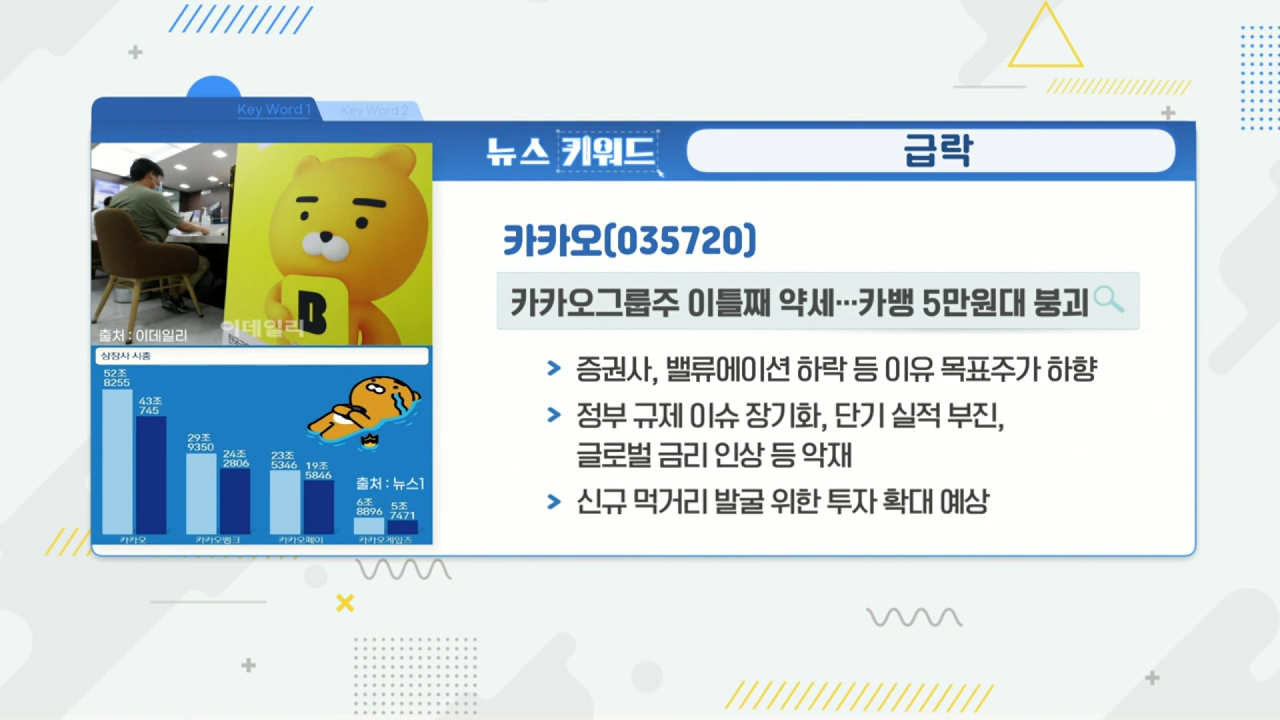 Key Word 1
Key Word 2
뉴스 키워드
급락
카카오(035720)
카카오그룹주 이틀째 약세…카뱅 5만원대 붕괴
증권사, 밸류에이션 하락 등 이유 목표주가 하향
정부 규제 이슈 장기화, 단기 실적 부진,
글로벌 금리 인상 등 악재
신규 먹거리 발굴 위한 투자 확대 예상
B
이데일리
출처 : 이데일리
상장사 시총
52조
8255
43조
745
29조
9350
24조
2806
23조
5346
19조
5846
6조
8896
5조
7471
출처 : 뉴스1
카카오
카카오뱅크
카카오페이
카카오게임즈